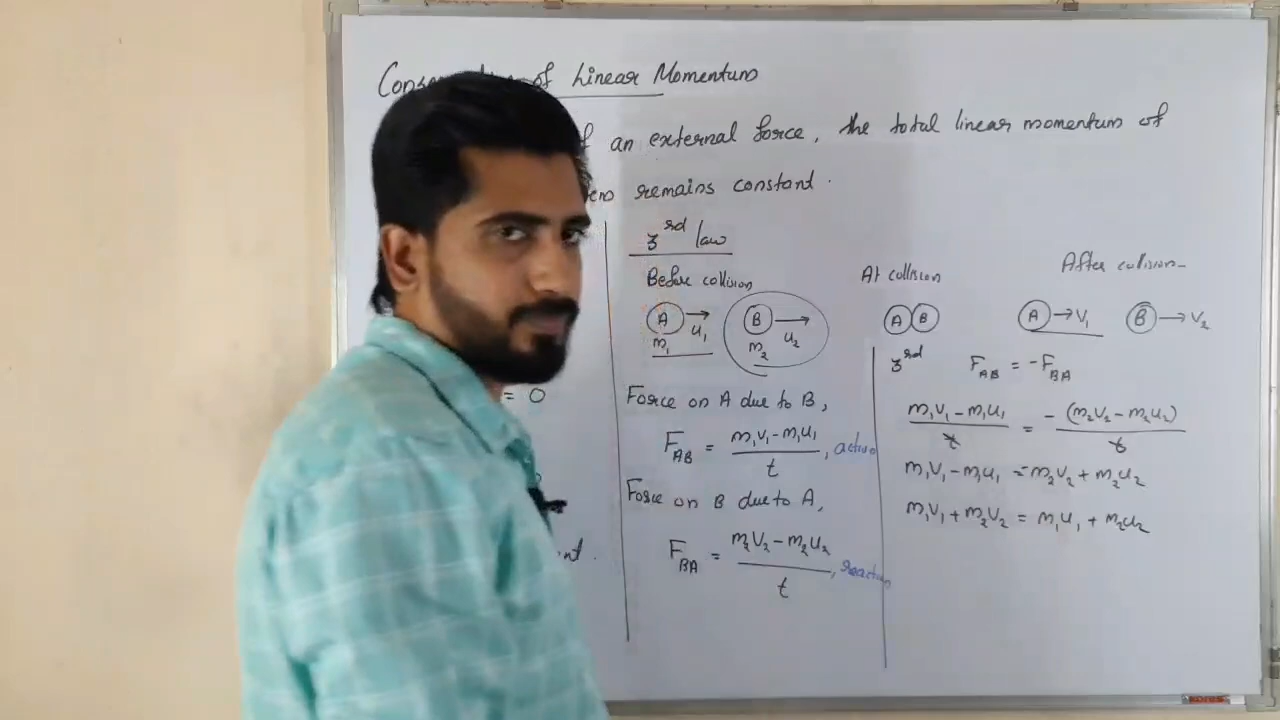 of Linear Momentum
an external force, the total linear momentum of
remains constant.
3rd law
Before collision
At collision
After collision
A → u₁
B → u₂
m₁
m₂
A B
A → V₁
B → V₂
= 0
Force on A due to B,
F_AB = (m₁V₁ - m₁u₁)/t, action
Force on B due to A,
F_BA = (m₂V₂ - m₂u₂)/t, reaction
3rd F_AB = -F_BA
(m₁V₁ - m₁u₁)/t = -(m₂V₂ - m₂u₂)/t
m₁V₁ - m₁u₁ = -m₂V₂ + m₂u₂
m₁V₁ + m₂V₂ = m₁u₁ + m₂u₂
KORES